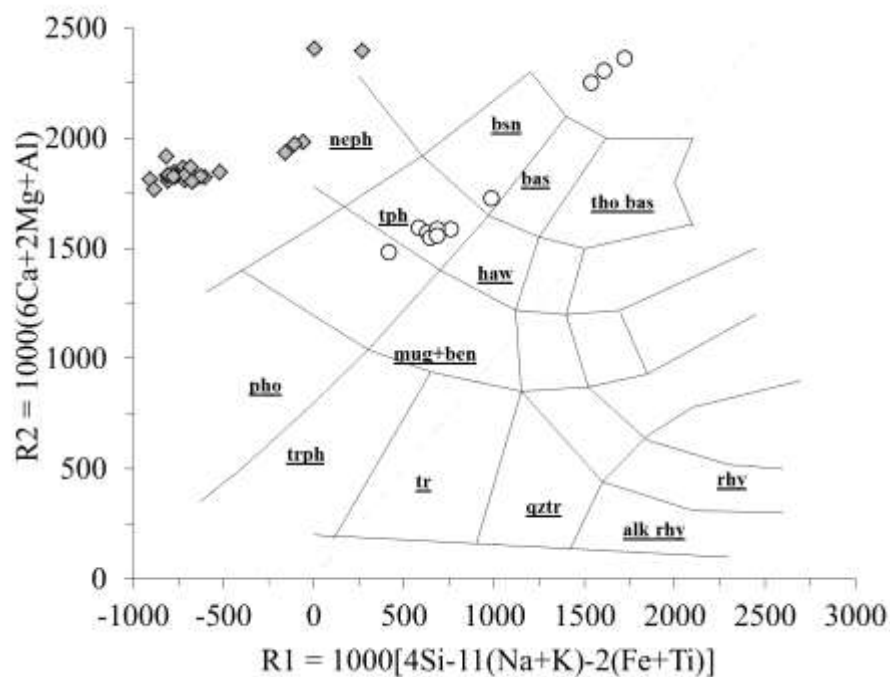 2500
2000
1500
1000
500
0
R2 = 1000(6Ca+2Mg+Al)
neph
bsn
bas
tho bas
tph
haw
mug+ben
pho
trph
tr
qztr
rhy
alk rhy
-1000 -500 0 500 1000 1500 2000 2500 3000
R1 = 1000[4Si-11(Na+K)-2(Fe+Ti)]